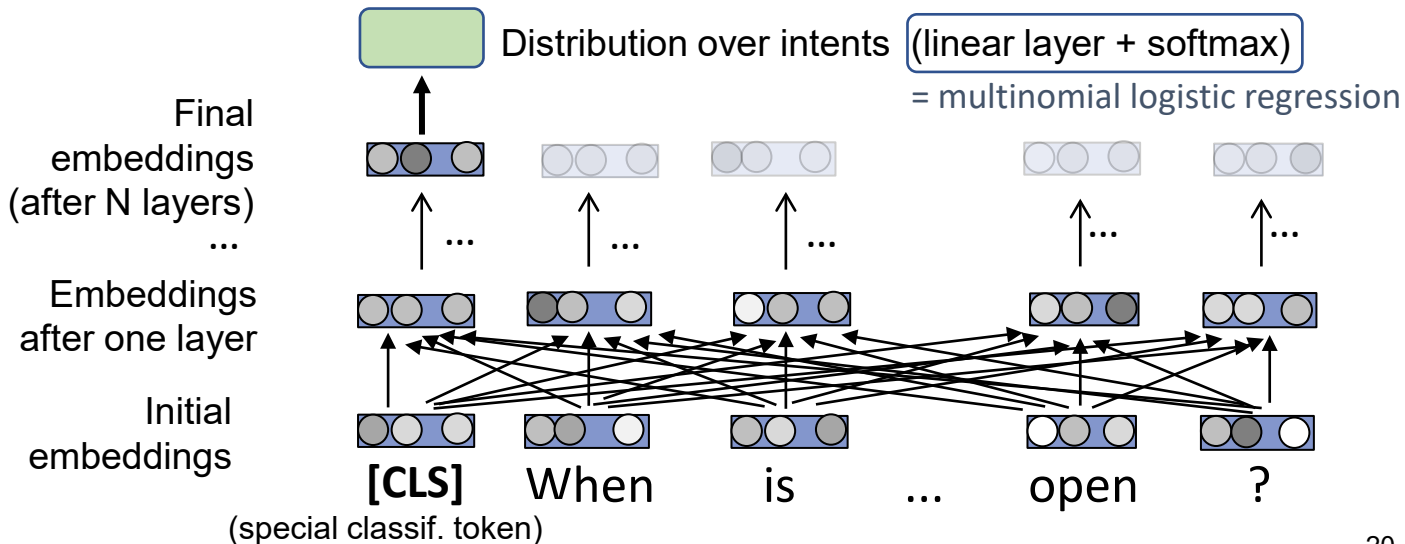 Distribution over intents (linear layer + softmax)
= multinomial logistic regression
Final
embeddings
(after N layers)
...
... ... ... ... ...
Embeddings
after one layer
Initial
embeddings
[CLS] When is ... open ?
(special classif. token)
20